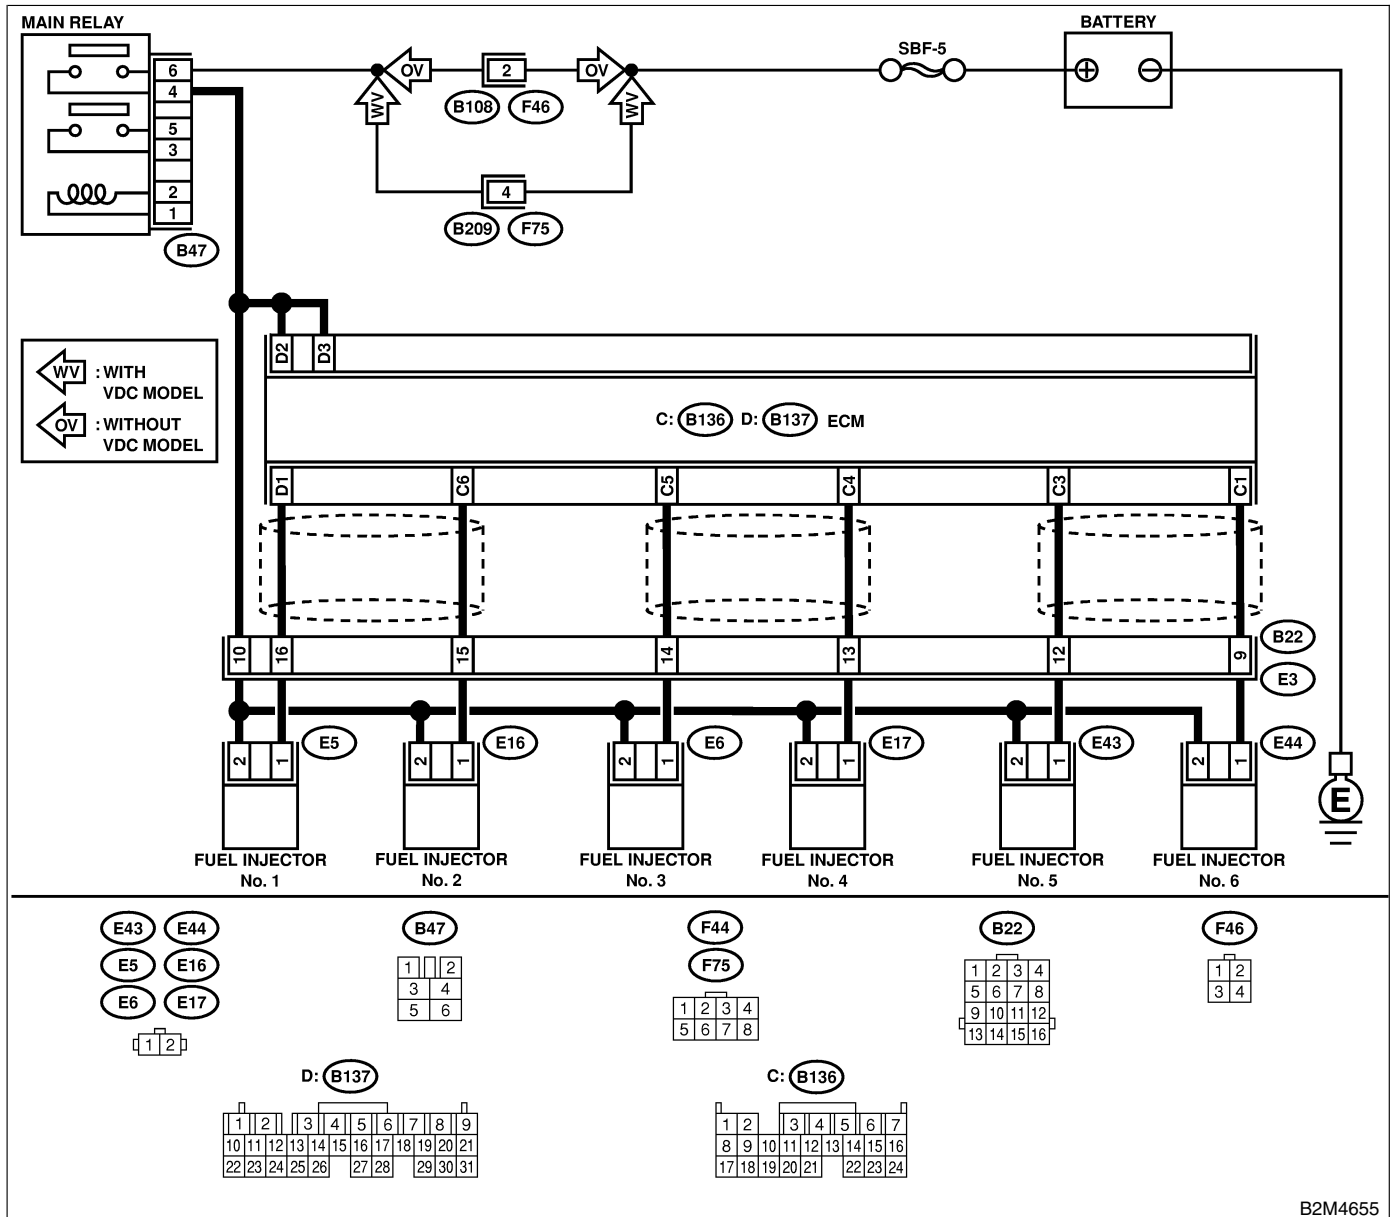 MAIN RELAY
BATTERY
SBF-5
6
4
5
3
2
1
B47
OV
2
OV
B108 F46
WV
WV
4
B209 F75
WV : WITH
VDC MODEL
OV : WITHOUT
VDC MODEL
D2 D3
C: B136 D: B137 ECM
D1 C6 C5 C4 C3 C1
10 16 15 14 13 12 9
B22
E3
E5 E16 E6 E17 E43 E44
2 1 2 1 2 1 2 1 2 1 2 1
E
FUEL INJECTOR
No. 1
FUEL INJECTOR
No. 2
FUEL INJECTOR
No. 3
FUEL INJECTOR
No. 4
FUEL INJECTOR
No. 5
FUEL INJECTOR
No. 6
E43 E44
E5 E16
E6 E17
1 2
B47
1 2
3 4
5 6
F44
F75
1 2 3 4
5 6 7 8
B22
1 2 3 4
5 6 7 8
9 10 11 12
13 14 15 16
F46
1 2
3 4
D: B137
1 2 3 4 5 6 7 8 9
10 11 12 13 14 15 16 17 18 19 20 21
22 23 24 25 26 27 28 29 30 31
C: B136
1 2 3 4 5 6 7
8 9 10 11 12 13 14 15 16
17 18 19 20 21 22 23 24
B2M4655